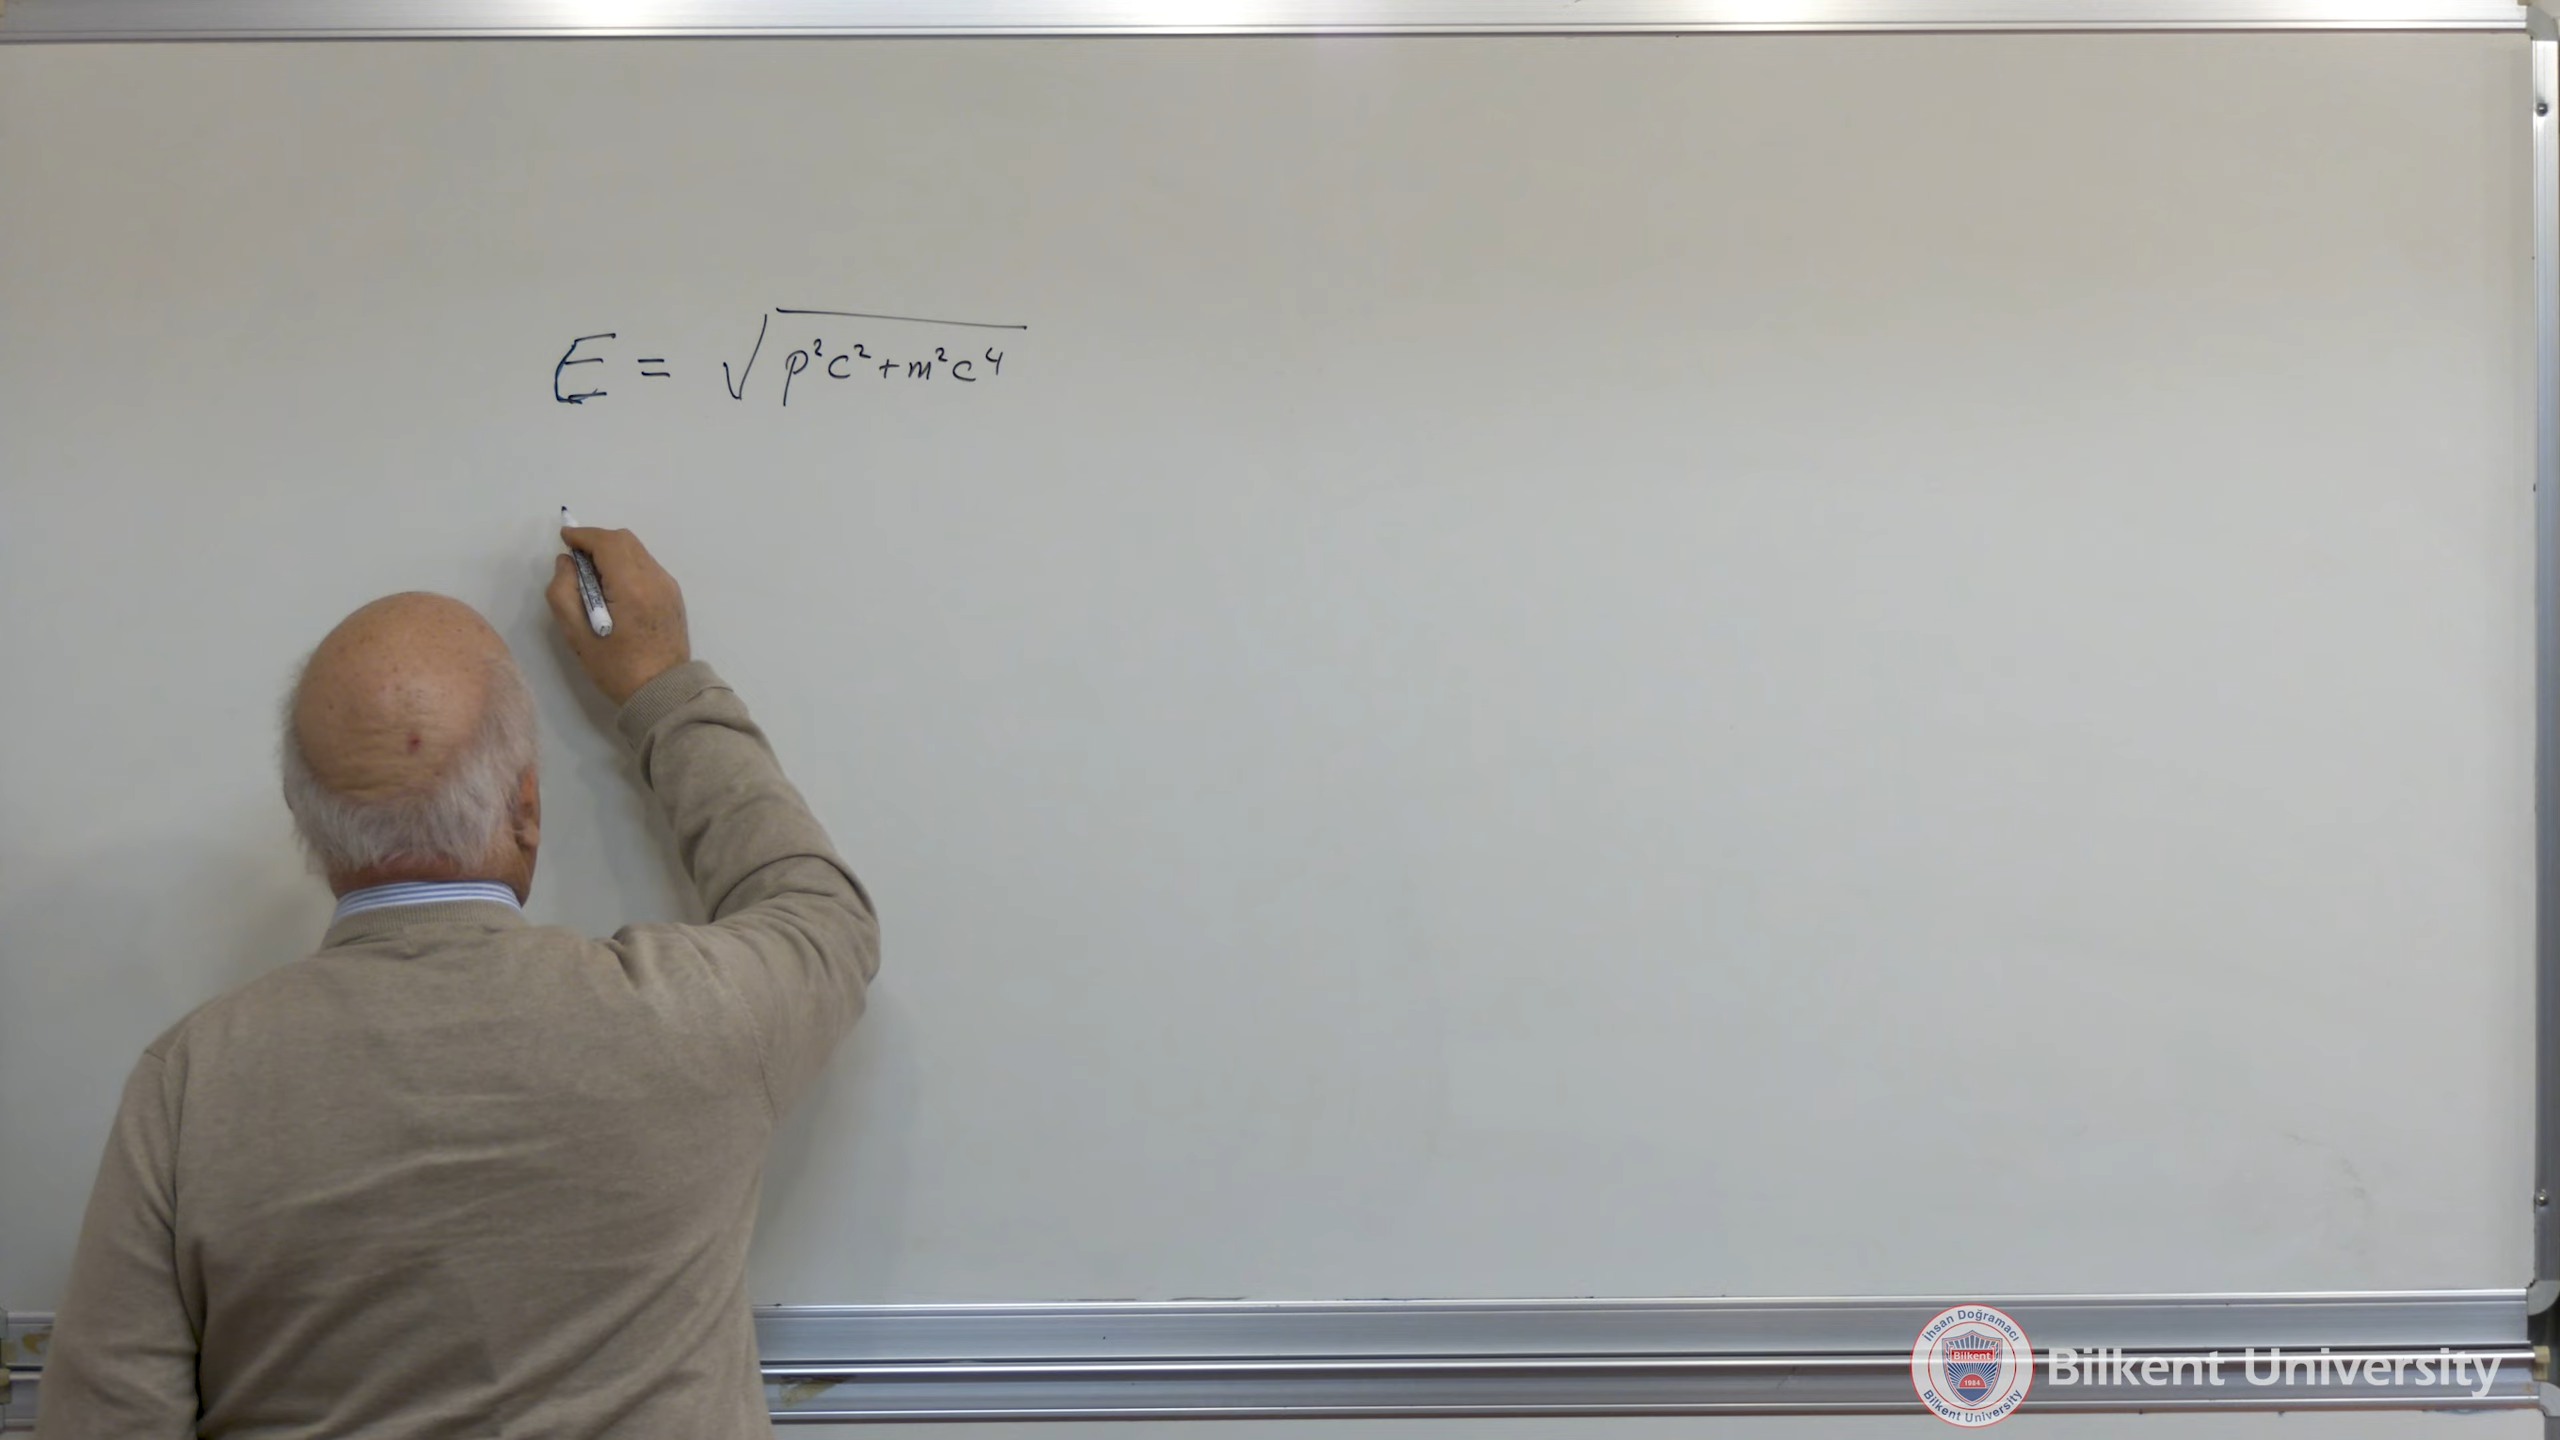 E = √p²c²+m²c⁴
İhsan Doğramacı
Bilkent
1984
Bilkent University
Bilkent University